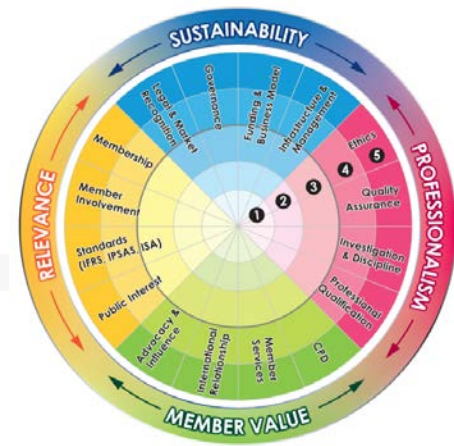 SUSTAINABILITY
Legal & Market
Recognition
Governance
Funding &
Business Model
Infrastructure &
Management
PROFESSIONALISM
Ethics
Quality
Assurance
Investigation
& Discipline
Professional
Qualification
MEMBER VALUE
CPD
Member
Services
International
Relationship
Advocacy &
Influence
RELEVANCE
Public Interest
Standards
(IFRS, IPSAS, ISA)
Member
Involvement
Membership
1
2
3
4
5